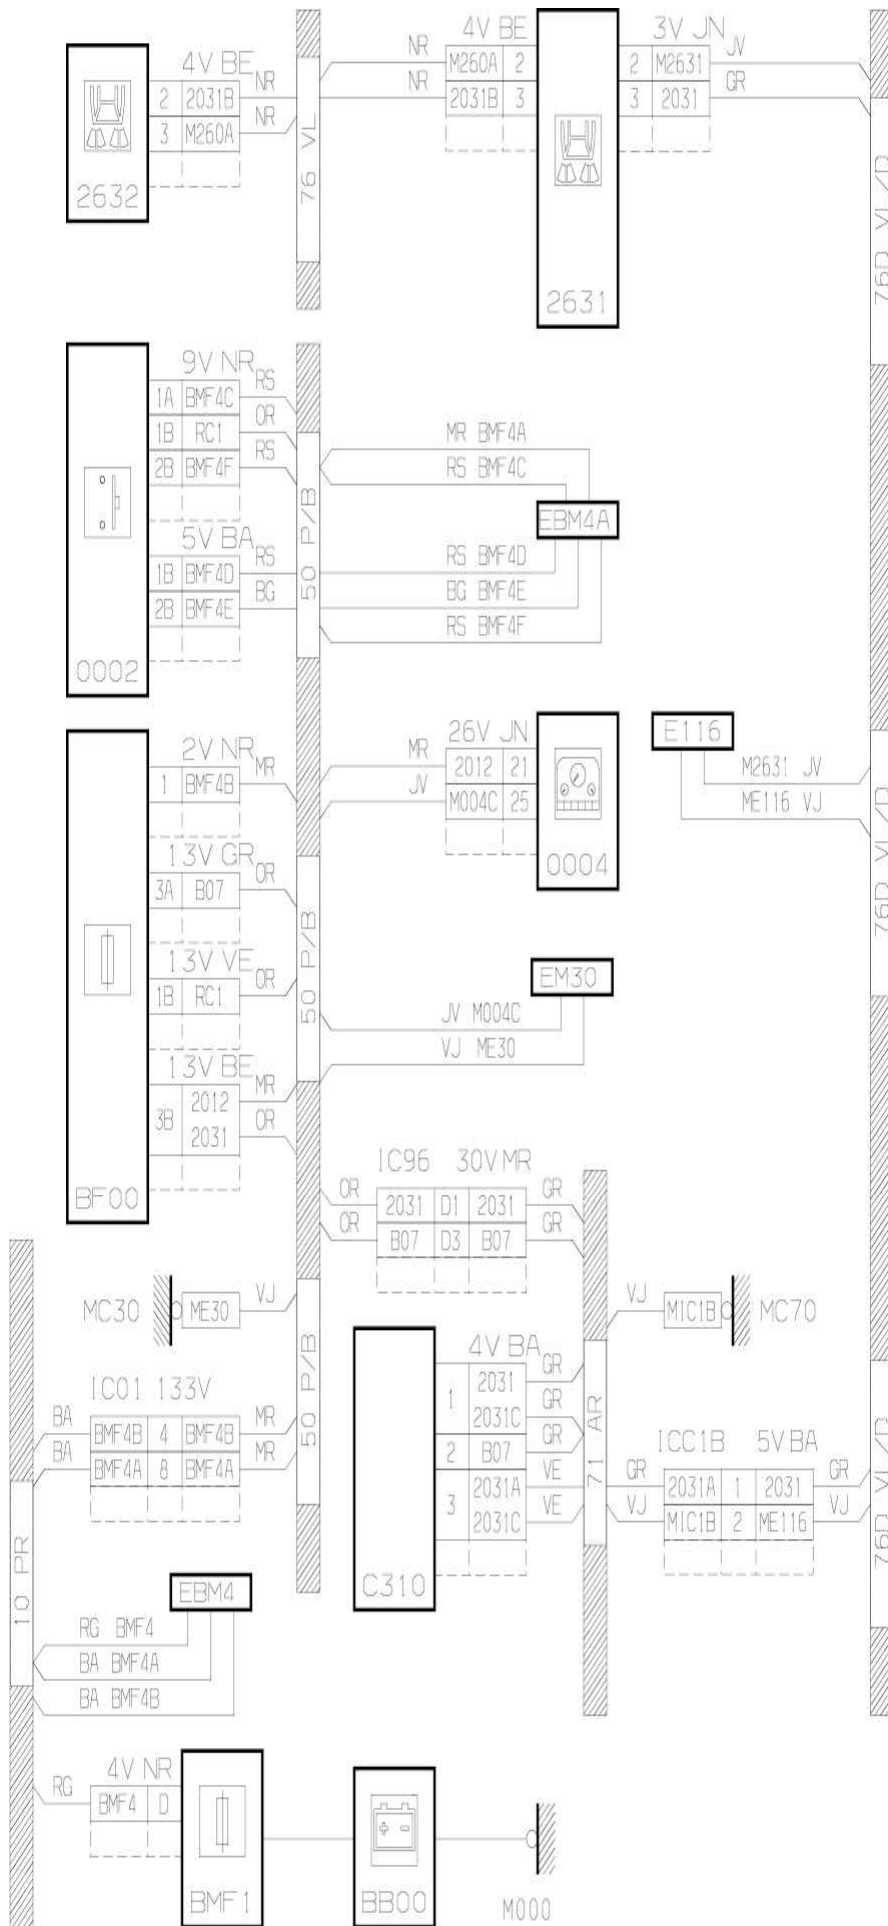 4V BE
2 2031B NR
3 M260A NR
2632
76 VL
NR
NR
4V BE
M260A 2
2031B 3
2631
3V JN
2 M2631 JV
3 2031 GR
76D VL/D
9V NR
1A BMF4C RS
1B RC1 OR
2B BMF4F RS
5V BA
1B BMF4D RS
2B BMF4E BG
0002
50 P/B
MR BMF4A
RS BMF4C
EBM4A
RS BMF4D
BG BMF4E
RS BMF4F
2V NR
1 BMF4B MR
13V GR
3A B07 OR
13V VE
1B RC1 OR
13V BE
3B 2012 MR
2031 OR
BF00
50 P/B
26V JN
MR 2012 21
JV M004C 25
0004
E116
M2631 JV
ME116 VJ
76D VL/D
EM30
JV M004C
VJ ME30
IC96 30V MR
OR 2031 D1 2031 GR
OR B07 D3 B07 GR
MC30 ME30 VJ
50 P/B
VJ MIC1B MC70
IC01 133V
BA BMF4B 4 BMF4B MR
BA BMF4A 8 BMF4A MR
4V BA
1 2031 GR
2031C GR
2 B07 GR
3 2031A VE
2031C VE
C310
71 AR
ICC1B 5V BA
GR 2031A 1 2031 GR
VJ MIC1B 2 ME116 VJ
76D VL/D
10 PR
EBM4
RG BMF4
BA BMF4A
BA BMF4B
4V NR
RG BMF4 D
BMF1
BB00
M000